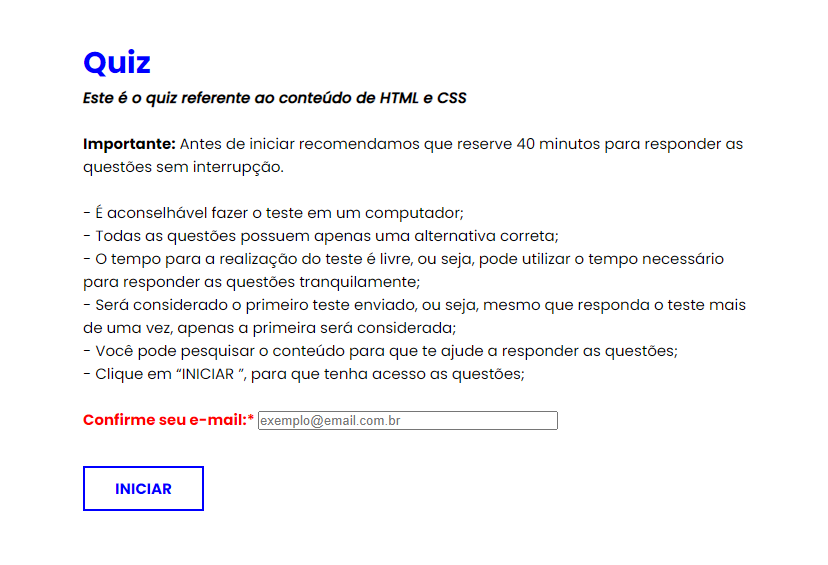 Quiz
Este é o quiz referente ao conteúdo de HTML e CSS
Importante: Antes de iniciar recomendamos que reserve 40 minutos para responder as
questões sem interrupção.
- É aconselhável fazer o teste em um computador;
- Todas as questões possuem apenas uma alternativa correta;
- O tempo para a realização do teste é livre, ou seja, pode utilizar o tempo necessário
para responder as questões tranquilamente;
- Será considerado o primeiro teste enviado, ou seja, mesmo que responda o teste mais
de uma vez, apenas a primeira será considerada;
- Você pode pesquisar o conteúdo para que te ajude a responder as questões;
- Clique em “INICIAR ”, para que tenha acesso as questões;
Confirme seu e-mail:* exemplo@email.com.br
INICIAR